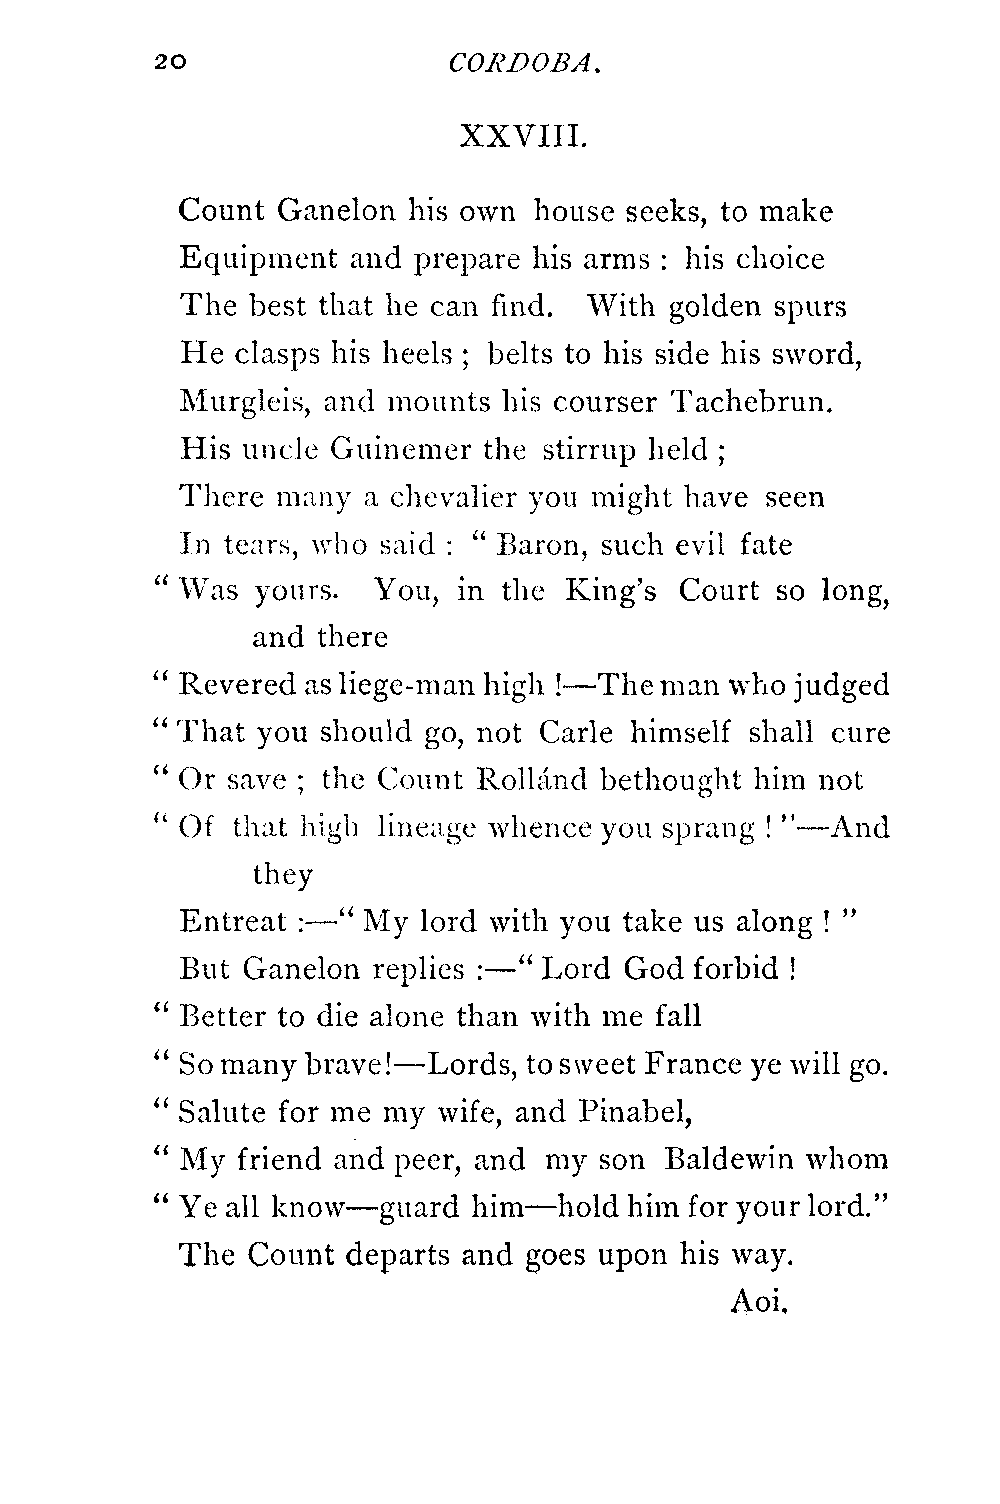 20 CORDOBA.
XXVIII.
Count Ganelon his own house seeks, to make
Equipment and prepare his arms : his choice
The best that he can find. With golden spurs
He clasps his heels ; belts to his side his sword,
Murgleis, and mounts his courser Tachebrun.
His uncle Guinemer the stirrup held ;
There many a chevalier you might have seen
In tears, who said : “ Baron, such evil fate
“ Was yours. You, in the King's Court so long,
and there
“ Revered as liege-man high !—The man who judged
“ That you should go, not Carle himself shall cure
“ Or save ; the Count Rollánd bethought him not
“ Of that high lineage whence you sprang ! ”—And
they
Entreat :—“ My lord with you take us along ! ”
But Ganelon replies :—“ Lord God forbid !
“ Better to die alone than with me fall
“ So many brave!—Lords, to sweet France ye will go.
“ Salute for me my wife, and Pinabel,
“ My friend and peer, and my son Baldewin whom
“ Ye all know—guard him—hold him for your lord.”
The Count departs and goes upon his way.
Aoi.